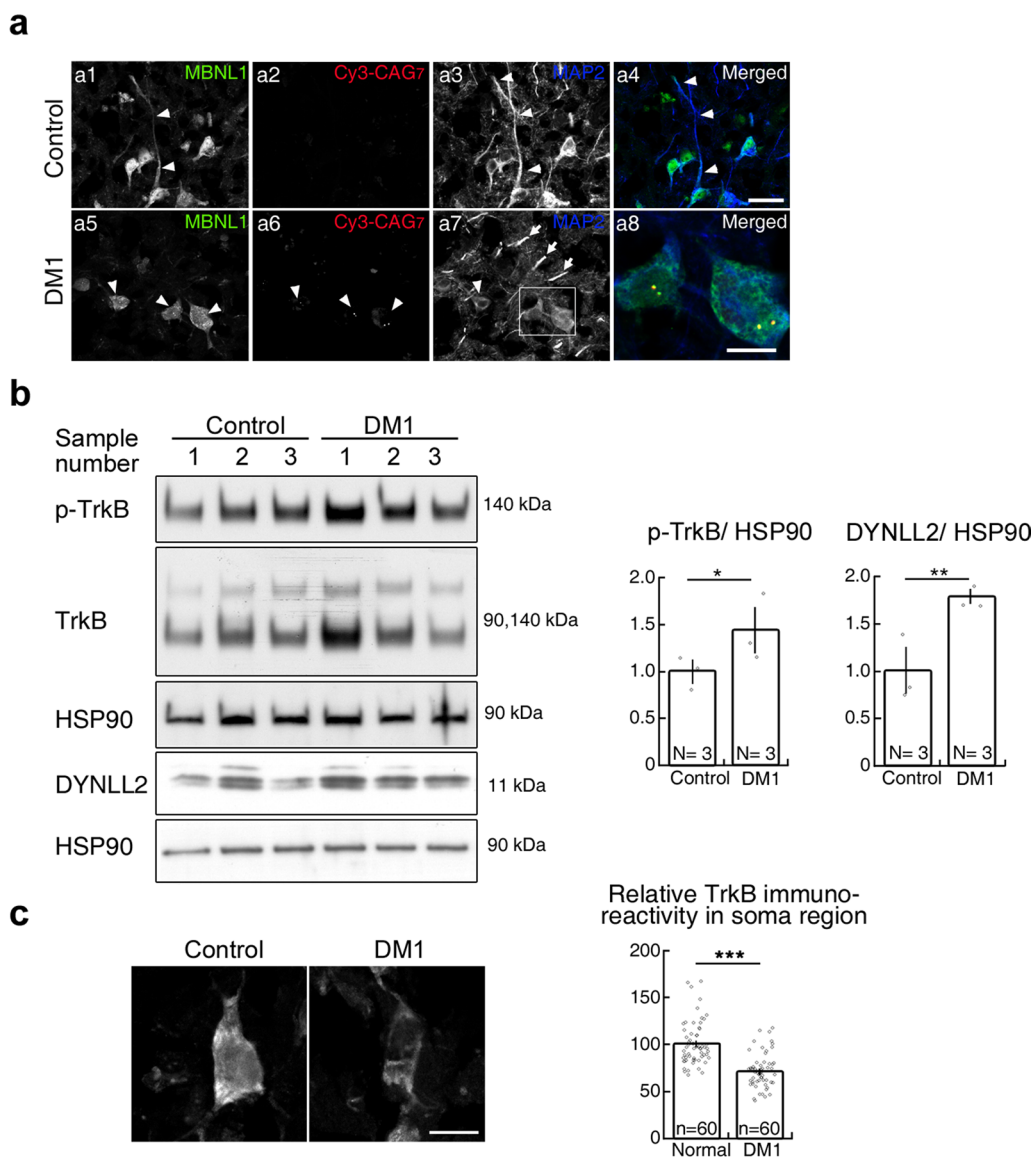 a
a1 MBNL1 a2 Cy3-CAG7 a3 MAP2 a4 Merged
Control
a5 MBNL1 a6 Cy3-CAG7 a7 MAP2 a8 Merged
DM1
b
Sample number
Control DM1
1 2 3 1 2 3
p-TrkB 140 kDa
TrkB 90,140 kDa
HSP90 90 kDa
DYNLL2 11 kDa
HSP90 90 kDa
p-TrkB/ HSP90
2.0
1.5
1.0
0.5
0
*
N= 3 N= 3
Control DM1
DYNLL2/ HSP90
2.0
1.5
1.0
0.5
0
**
N= 3 N= 3
Control DM1
c
Control DM1
Relative TrkB immuno-
reactivity in soma region
200
150
100
50
0
***
n=60 n=60
Normal DM1